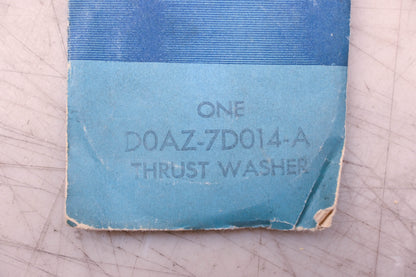 ONE
D0AZ-7D014-A
THRUST WASHER